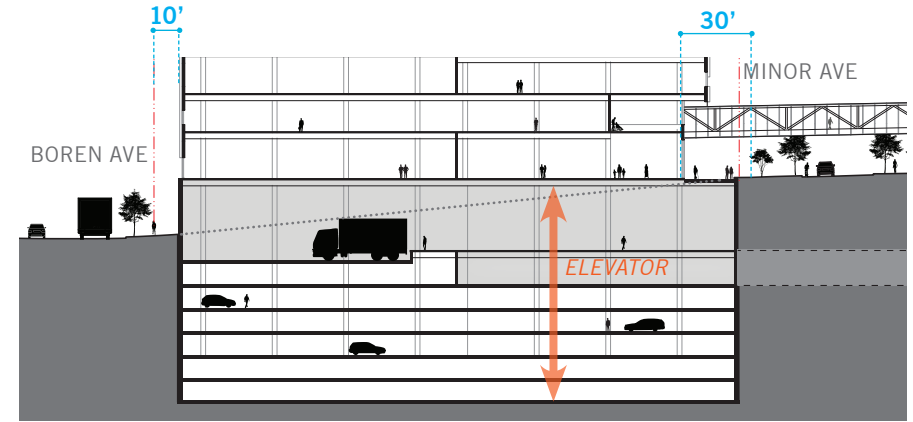 10’
30’
MINOR AVE
BOREN AVE
ELEVATOR